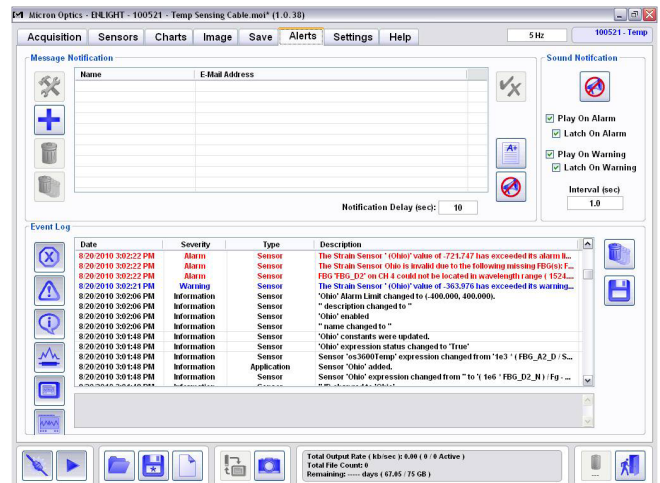 Micron Optics - ENLIGHT - 100521 - Temp Sensing Cable.moi* (1.0.38)
Acquisition Sensors Charts Image Save Alerts Settings Help 5 Hz 100521 - Temp
Message Notification
Name E-Mail Address
Notification Delay (sec): 10
Sound Notifcation
Play On Alarm
Latch On Alarm
Play On Warning
Latch On Warning
Interval (sec)
1.0
Event Log
Date Severity Type Description
8/20/2010 3:02:22 PM Alarm Sensor The Strain Sensor ' (Ohio)' value of -721.747 has exceeded its alarm li...
8/20/2010 3:02:22 PM Alarm Sensor The Strain Sensor Ohio is invalid due to the following missing FBG(s): F...
8/20/2010 3:02:22 PM Alarm Sensor FBG 'FBG_D2' on CH 4 could not be located in wavelength range ( 1524....
8/20/2010 3:02:21 PM Warning Sensor The Strain Sensor ' (Ohio)' value of -363.976 has exceeded its warning...
8/20/2010 3:02:06 PM Information Sensor 'Ohio' Alarm Limit changed to (-400.000, 400.000).
8/20/2010 3:02:06 PM Information Sensor '' description changed to ''
8/20/2010 3:02:06 PM Information Sensor 'Ohio' enabled
8/20/2010 3:02:06 PM Information Sensor '' name changed to ''
8/20/2010 3:01:48 PM Information Sensor 'Ohio' constants were updated.
8/20/2010 3:01:48 PM Information Sensor 'Ohio' expression status changed to 'True'
8/20/2010 3:01:48 PM Information Sensor Sensor 'os3600Temp' expression changed from '1e3 * ( FBG_A2_D / S...
8/20/2010 3:01:48 PM Information Application Sensor 'Ohio' added.
8/20/2010 3:01:48 PM Information Sensor Sensor 'Ohio' expression changed from '' to '( 1e6 * FBG_D2_N ) / Fg - ...
Total Output Rate ( kb/sec ): 0.00 ( 0 / 0 Active )
Total File Count: 0
Remaining: ----- days ( 67.05 / 75 GB )